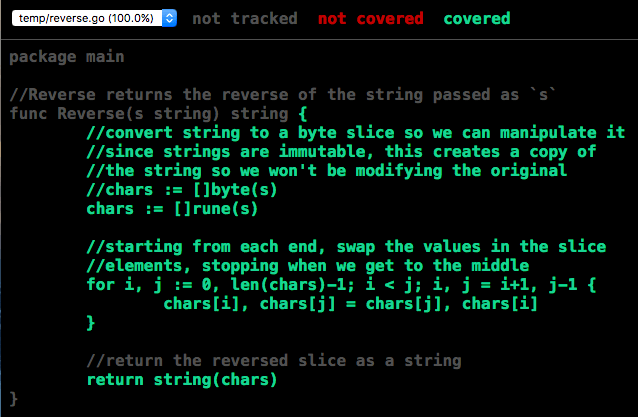 temp/reverse.go (100.0%) not tracked not covered covered
package main
//Reverse returns the reverse of the string passed as `s`
func Reverse(s string) string {
//convert string to a byte slice so we can manipulate it
//since strings are immutable, this creates a copy of
//the string so we won't be modifying the original
//chars := []byte(s)
chars := []rune(s)
//starting from each end, swap the values in the slice
//elements, stopping when we get to the middle
for i, j := 0, len(chars)-1; i < j; i, j = i+1, j-1 {
chars[i], chars[j] = chars[j], chars[i]
}
//return the reversed slice as a string
return string(chars)
}